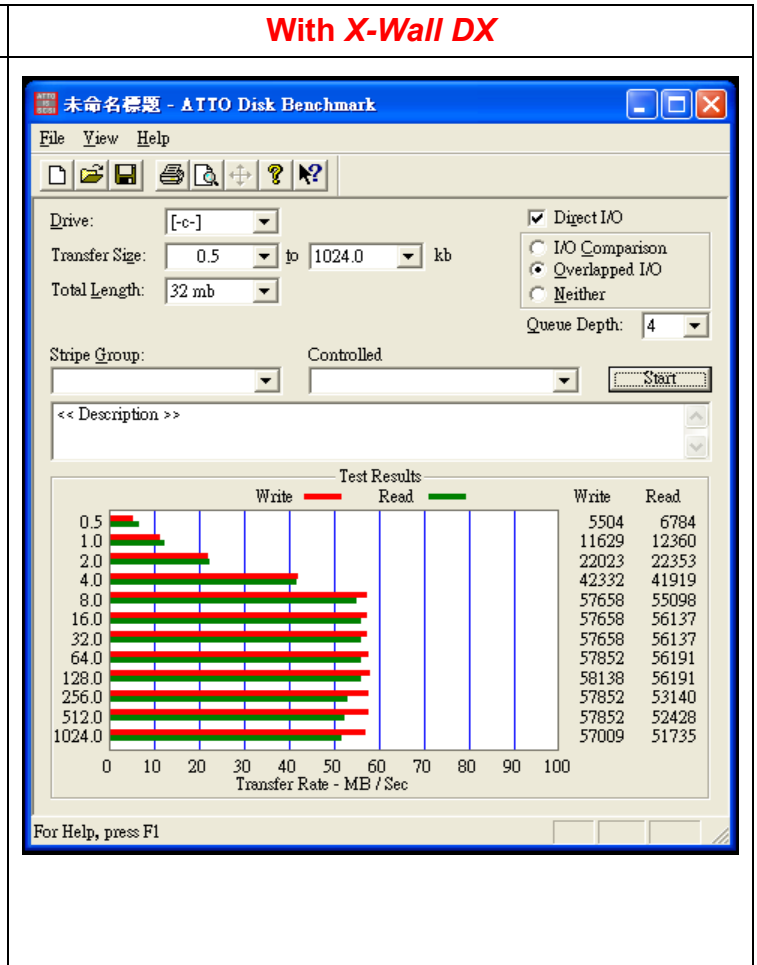 With X-Wall DX
未命名標題 - ATTO Disk Benchmark
File View Help
Drive: [-c-]
Direct I/O
Transfer Size: 0.5 to 1024.0 kb
I/O Comparison
Overlapped I/O
Total Length: 32 mb
Neither
Queue Depth: 4
Stripe Group: Controlled
Start
<< Description >>
Test Results
Write Read Write Read
0.5 5504 6784
1.0 11629 12360
2.0 22023 22353
4.0 42332 41919
8.0 57658 55098
16.0 57658 56137
32.0 57658 56137
64.0 57852 56191
128.0 58138 56191
256.0 57852 53140
512.0 57852 52428
1024.0 57009 51735
0 10 20 30 40 50 60 70 80 90 100
Transfer Rate - MB / Sec
For Help, press F1